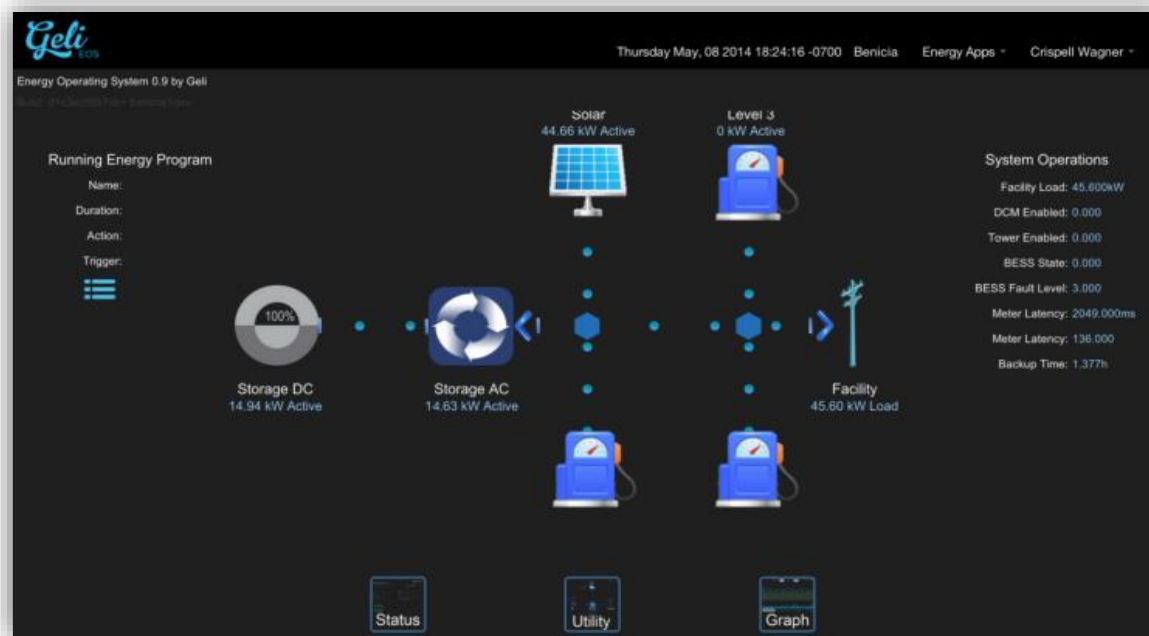 Geli
EOS
Thursday May, 08 2014 18:24:16 -0700 Benicia Energy Apps Crispell Wagner
Energy Operating System 0.9 by Geli
Running Energy Program
Name:
Duration:
Action:
Trigger:
Solar
44.66 kW Active
Level 3
0 kW Active
System Operations
Facility Load: 45.600kW
DCM Enabled: 0.000
Tower Enabled: 0.000
BESS State: 0.000
BESS Fault Level: 3.000
Meter Latency: 2049.000ms
Meter Latency: 136.000
Backup Time: 1.377h
100%
Storage DC
14.94 kW Active
Storage AC
14.63 kW Active
Facility
45.60 kW Load
Status
Utility
Graph